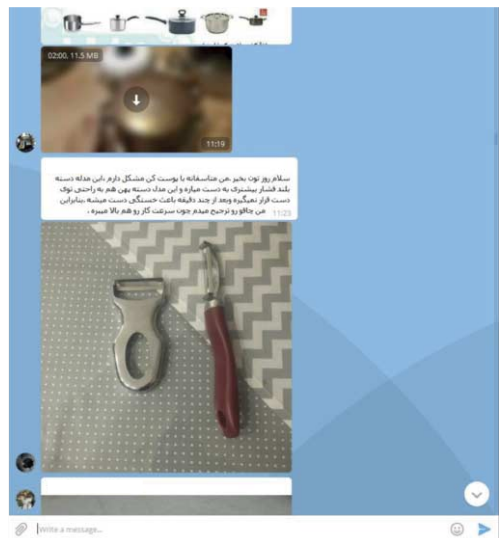 02:00, 11.5 MB
11:19
سلام روز تون بخیر .من متاسفانه با پوست کن مشکل دارم .این مدله دسته
بلند فشار بیشتری به دست میاره و این مدل دسته پهن هم به راحتی توی
دست قرار نمیگیره وبعد از چند دقیقه باعث خستگی دست میشه .بنابراین
من چاقو رو ترجیح میدم چون سرعت کار رو هم بالا میبره .
11:23
Write a message...